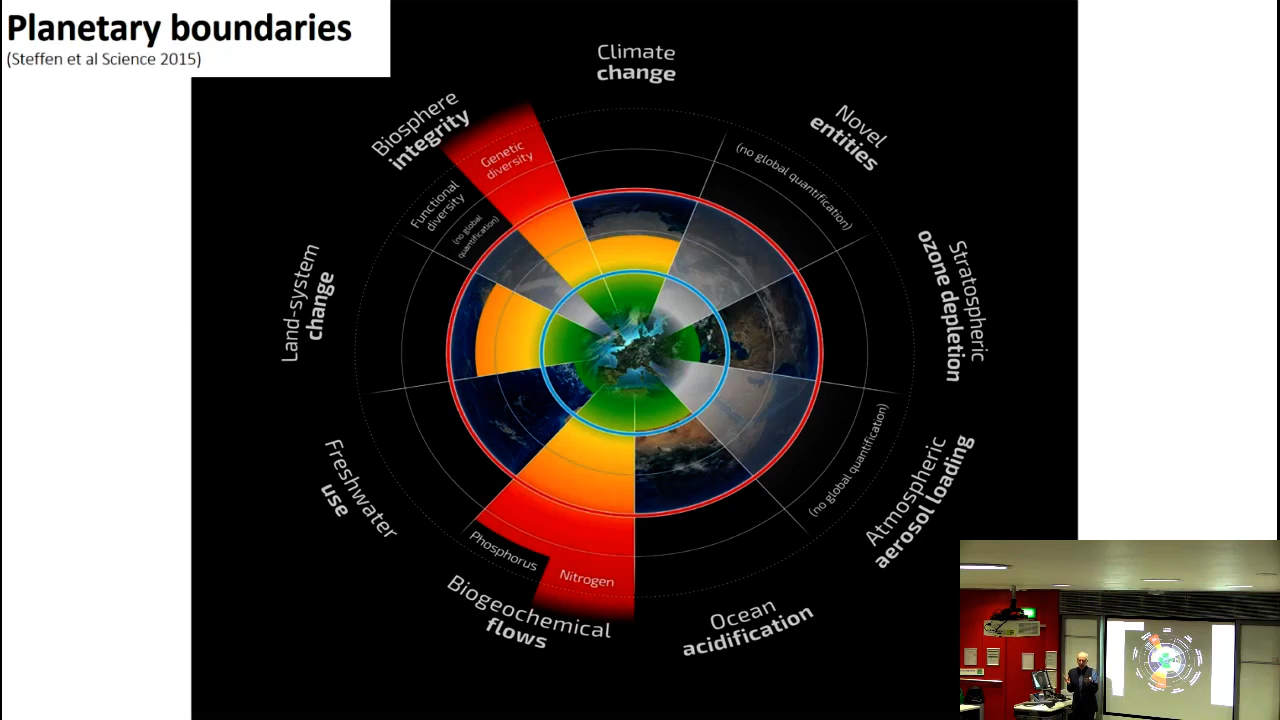 Planetary boundaries
(Steffen et al Science 2015)
Climate
change
Biosphere
integrity
Genetic
diversity
Functional
diversity
(no global
quantification)
Novel
entities
(no global quantification)
Stratospheric
ozone depletion
Land-system
change
Atmospheric
aerosol loading
(no global quantification)
Freshwater
use
Phosphorus
Nitrogen
Biogeochemical
flows
Ocean
acidification